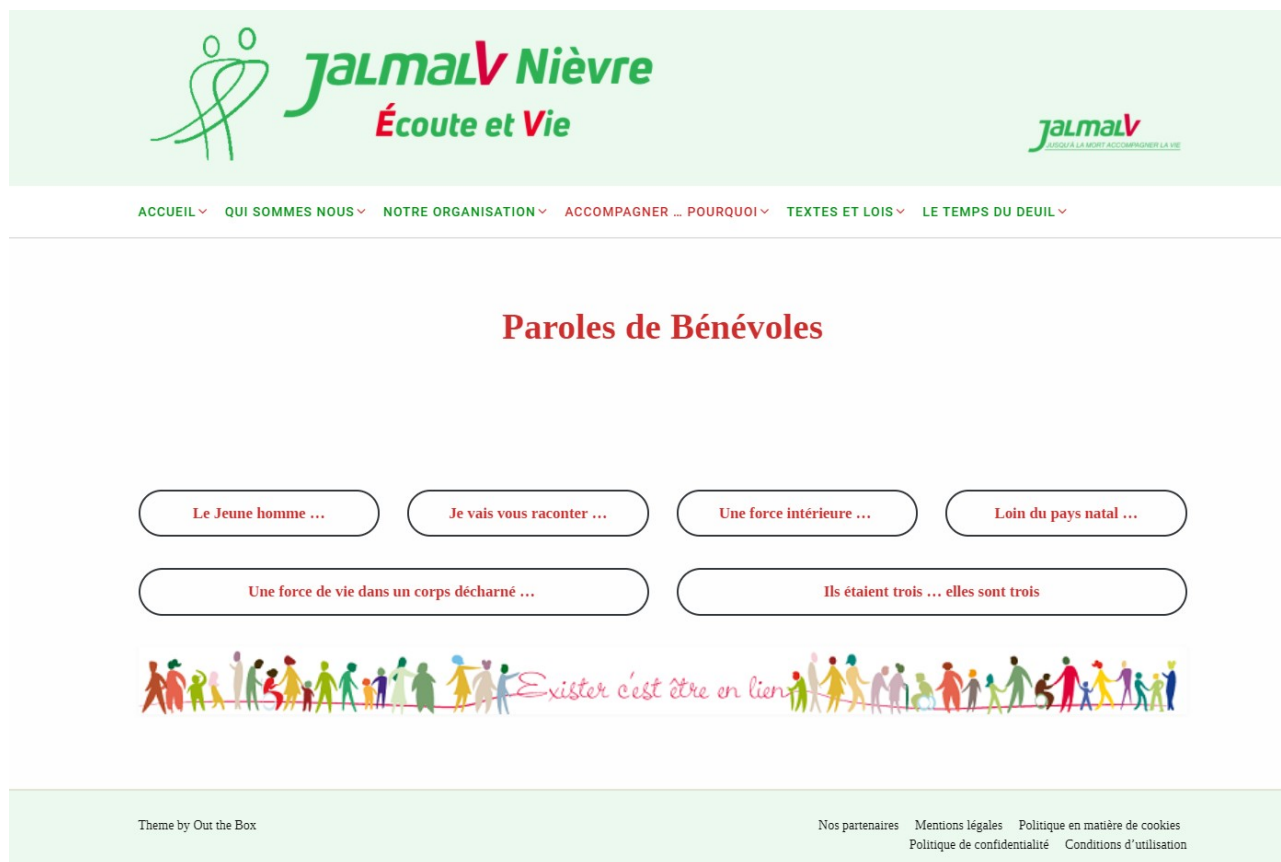 JALMALV Nièvre
Écoute et Vie
JALMALV
JUSQU'À LA MORT ACCOMPAGNER LA VIE
ACCUEIL QUI SOMMES NOUS NOTRE ORGANISATION ACCOMPAGNER … POURQUOI TEXTES ET LOIS LE TEMPS DU DEUIL
Paroles de Bénévoles
Le Jeune homme … Je vais vous raconter … Une force intérieure … Loin du pays natal …
Une force de vie dans un corps décharné … Ils étaient trois … elles sont trois
Exister c'est être en lien
Theme by Out the Box Nos partenaires Mentions légales Politique en matière de cookies
Politique de confidentialité Conditions d’utilisation